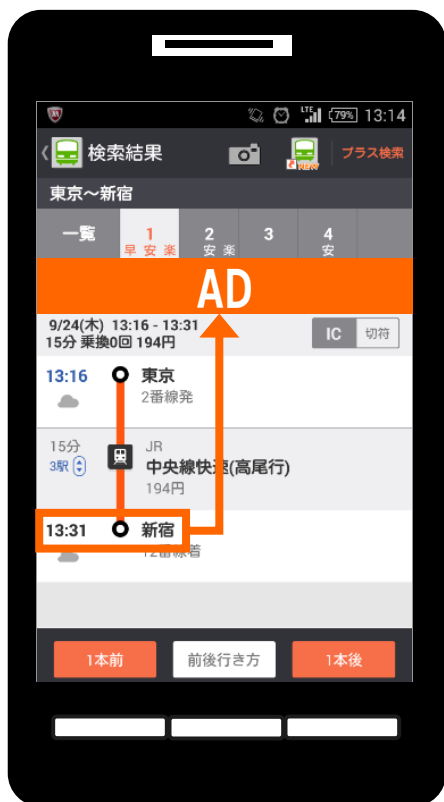 LTE 79% 13:14
検索結果 NEW プラス検索
東京～新宿
一覧 1 2 3 4
早 安 楽 安 楽 安
AD
9/24(木) 13:16 - 13:31
15分 乗換0回 194円
IC 切符
13:16 東京
2番線発
15分 JR
3駅 中央線快速(高尾行)
194円
13:31 新宿
12番線着
1本前 前後行き方 1本後